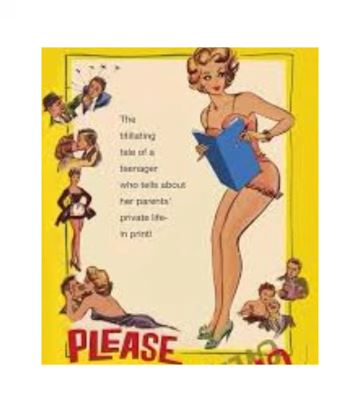 The
titillating
tale of a
teenager
who tells about
her parents'
private life-
in print!
PLEASE